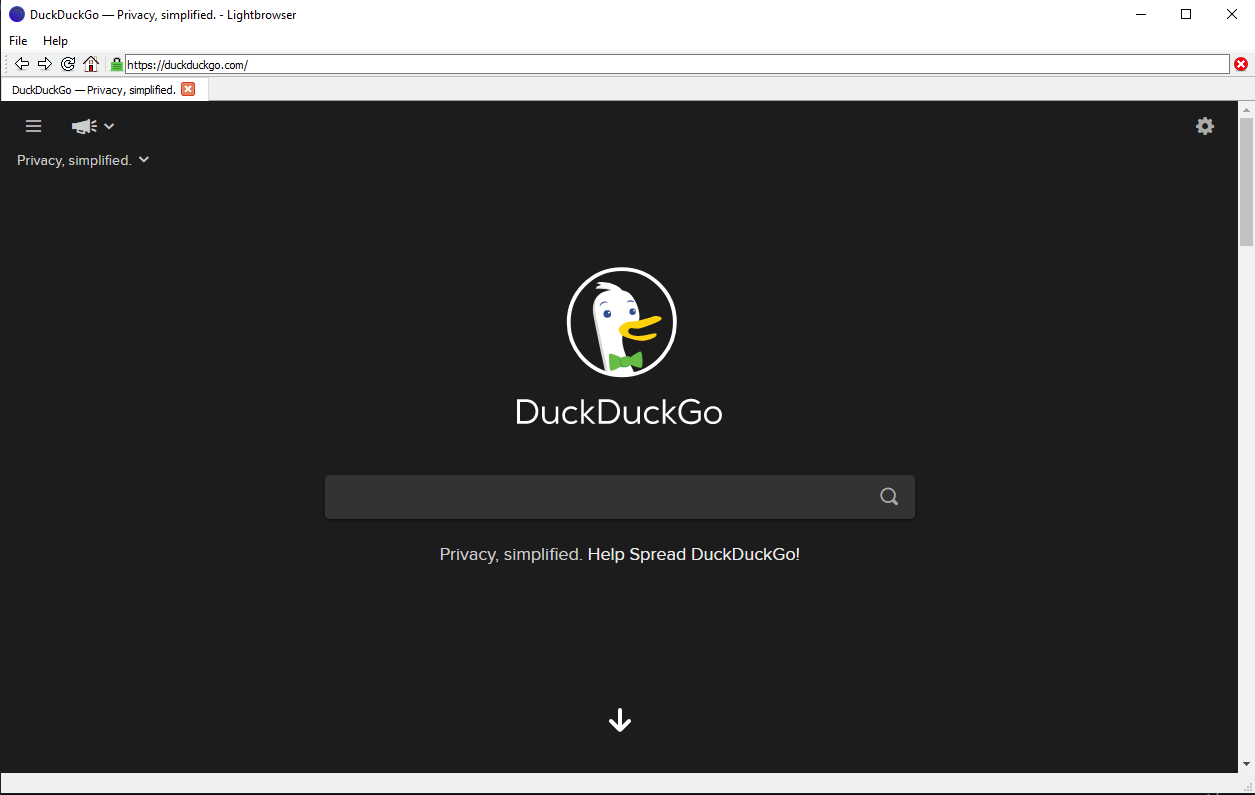 DuckDuckGo — Privacy, simplified. - Lightbrowser
File Help
https://duckduckgo.com/
DuckDuckGo — Privacy, simplified.
Privacy, simplified.
DuckDuckGo
Privacy, simplified. Help Spread DuckDuckGo!